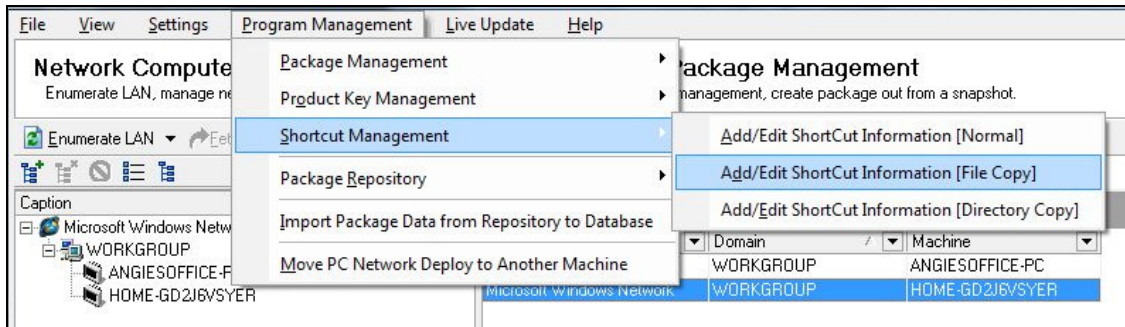 File View Settings Program Management Live Update Help
Network Compute
Enumerate LAN, manage ne
ackage Management
management, create package out from a snapshot.
Enumerate LAN
Package Management
Product Key Management
Shortcut Management
Package Repository
Import Package Data from Repository to Database
Move PC Network Deploy to Another Machine
Add/Edit ShortCut Information [Normal]
Add/Edit ShortCut Information [File Copy]
Add/Edit ShortCut Information [Directory Copy]
Caption
Microsoft Windows Netw
WORKGROUP
ANGIESOFFICE-P
HOME-GD2J6VSYER
Domain Machine
WORKGROUP ANGIESOFFICE-PC
Microsoft Windows Network WORKGROUP HOME-GD2J6VSYER